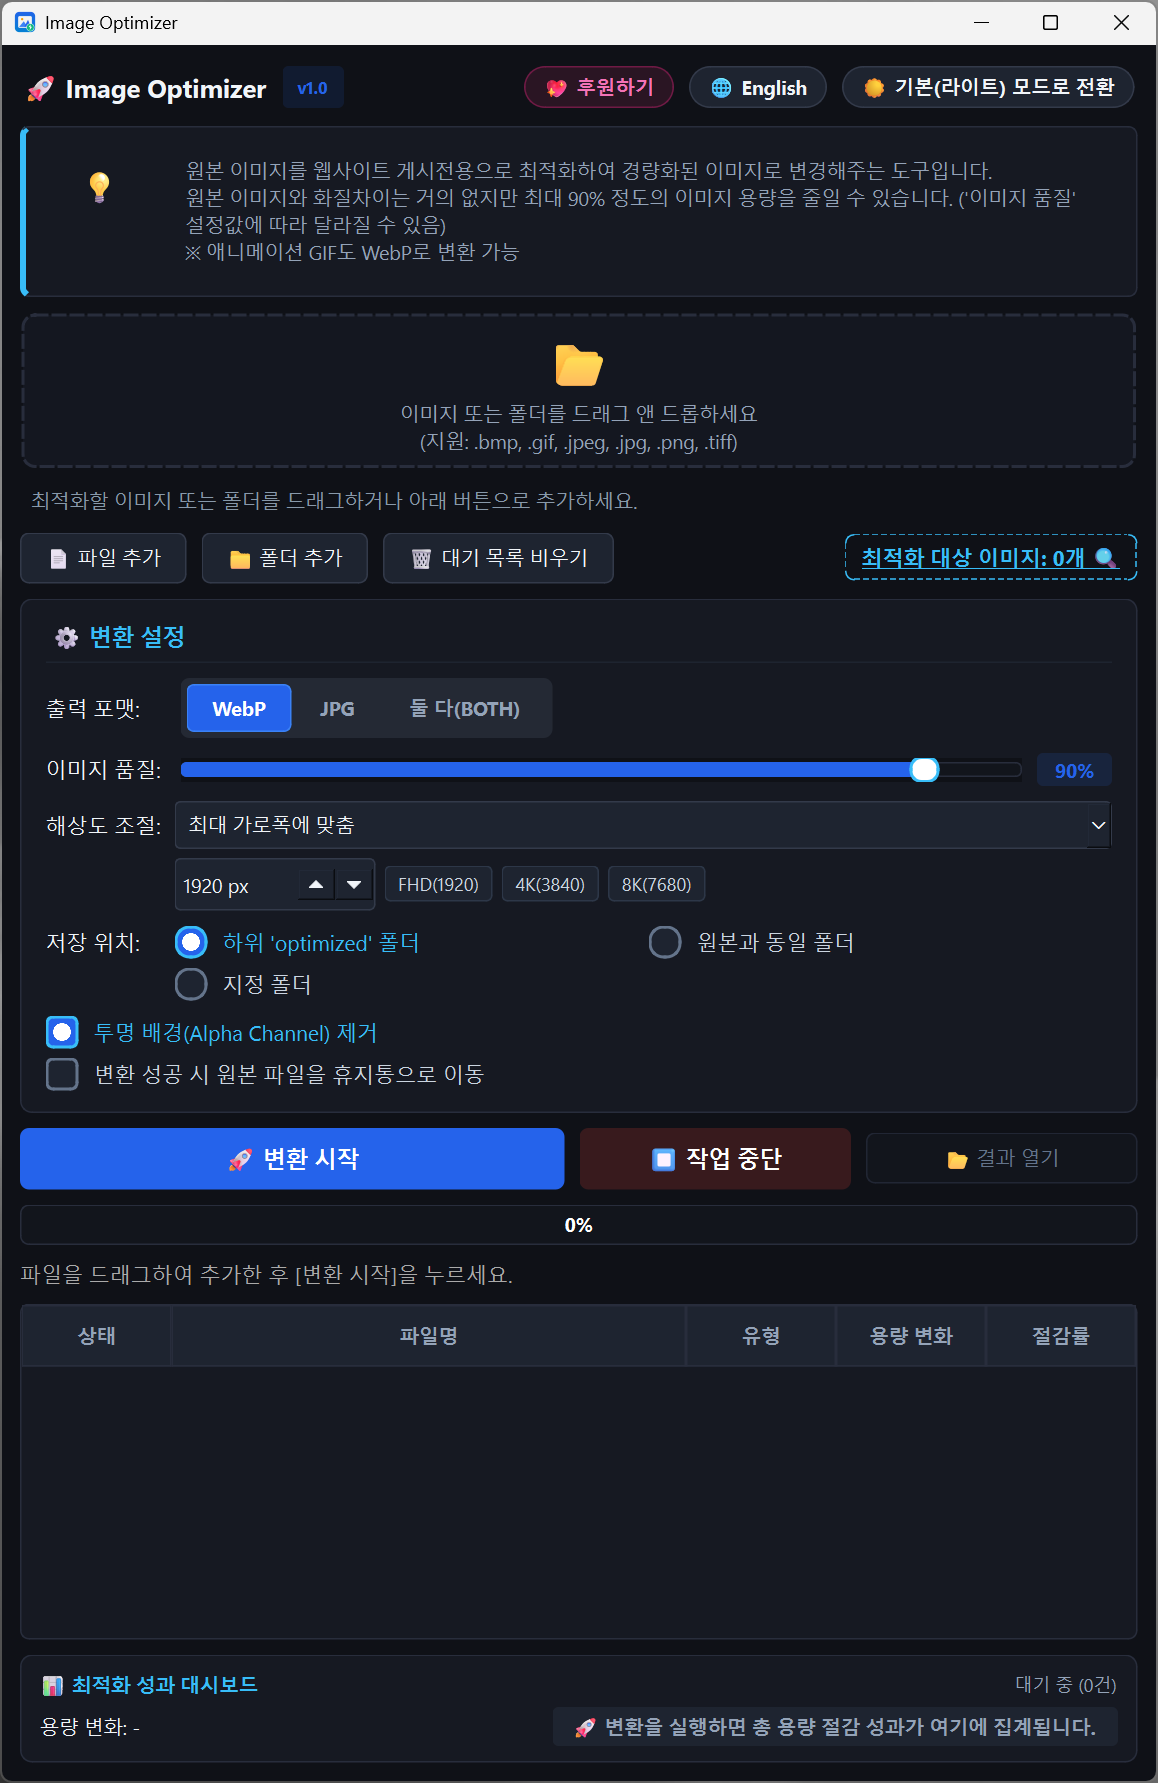 Image Optimizer
Image Optimizer
v1.0
후원하기
English
기본(라이트) 모드로 전환
원본 이미지를 웹사이트 게시전용으로 최적화하여 경량화된 이미지로 변경해주는 도구입니다.
원본 이미지와 화질차이는 거의 없지만 최대 90% 정도의 이미지 용량을 줄일 수 있습니다. ('이미지 품질'
설정값에 따라 달라질 수 있음)
※ 애니메이션 GIF도 WebP로 변환 가능
이미지 또는 폴더를 드래그 앤 드롭하세요
(지원: .bmp, .gif, .jpeg, .jpg, .png, .tiff)
최적화할 이미지 또는 폴더를 드래그하거나 아래 버튼으로 추가하세요.
파일 추가
폴더 추가
대기 목록 비우기
최적화 대상 이미지: 0개
변환 설정
출력 포맷:
WebP
JPG
둘 다(BOTH)
이미지 품질:
90%
해상도 조절:
최대 가로폭에 맞춤
1920 px
FHD(1920)
4K(3840)
8K(7680)
저장 위치:
하위 'optimized' 폴더
원본과 동일 폴더
지정 폴더
투명 배경(Alpha Channel) 제거
변환 성공 시 원본 파일을 휴지통으로 이동
변환 시작
작업 중단
결과 열기
0%
파일을 드래그하여 추가한 후 [변환 시작]을 누르세요.
상태
파일명
유형
용량 변화
절감률
최적화 성과 대시보드
대기 중 (0건)
용량 변화: -
변환을 실행하면 총 용량 절감 성과가 여기에 집계됩니다.